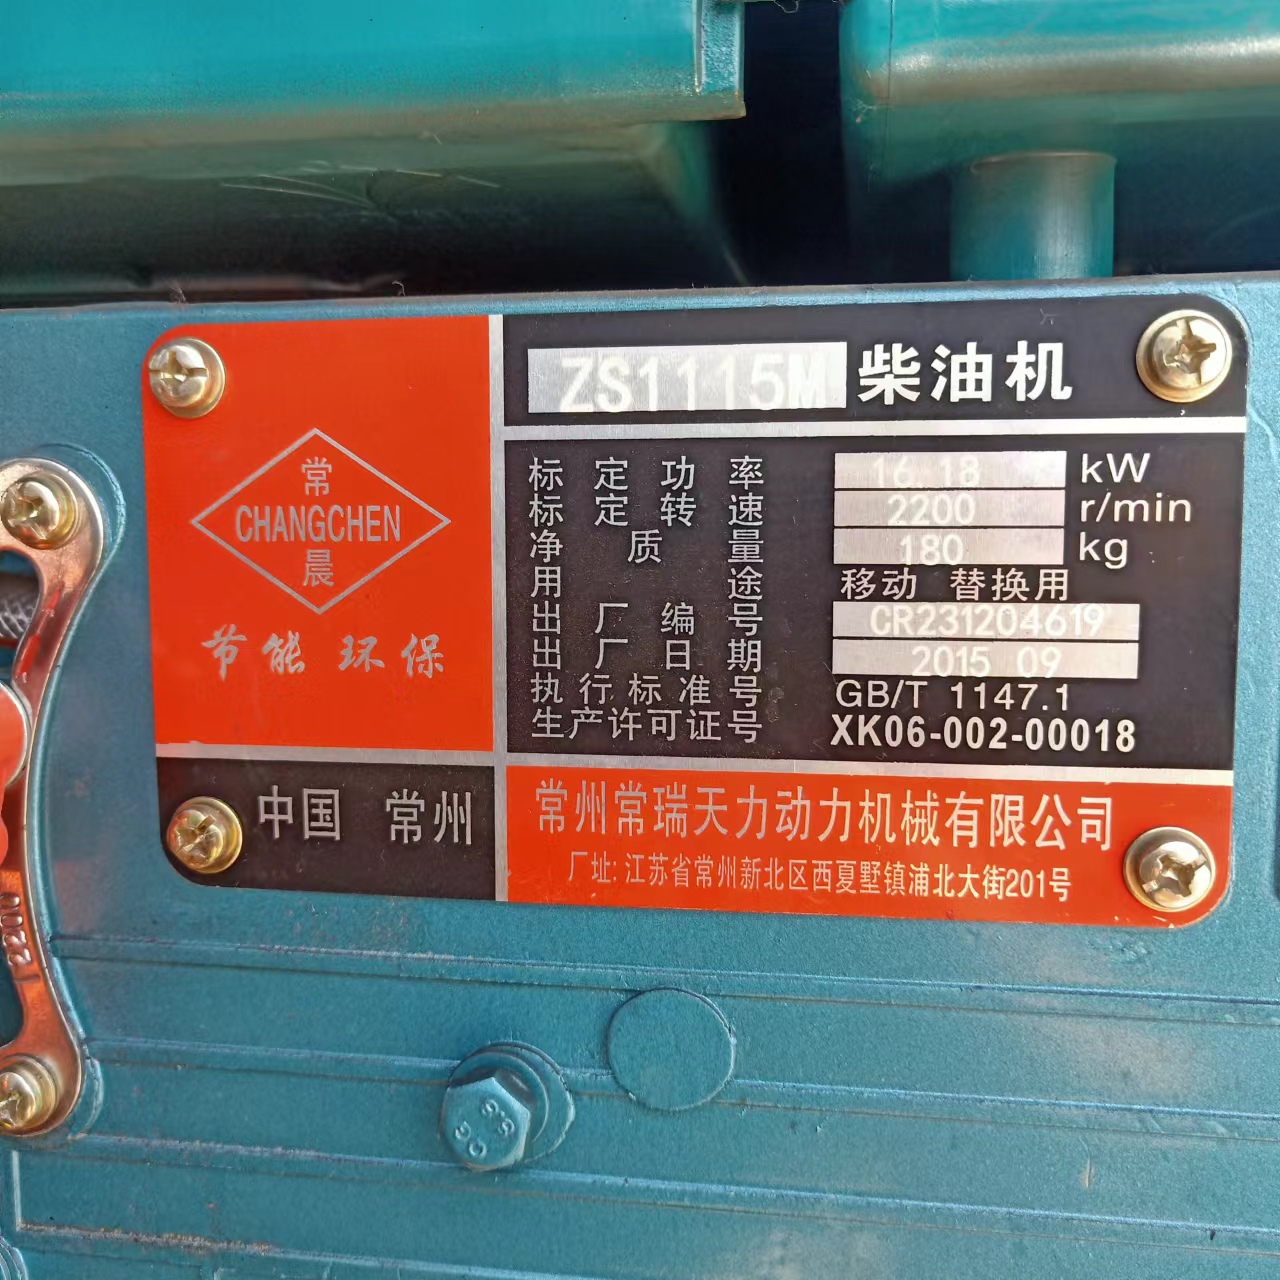 常
CHANGCHEN
晨
节能 环保
中国 常州
ZS1115M 柴油机
标定功率 16.18 kW
标定转速 2200 r/min
净质量 180 kg
用途 移动 替换用
出厂编号 CR231204619
出厂日期 2015 09
执行标准号 GB/T 1147.1
生产许可证号 XK06-002-00018
常州常瑞天力动力机械有限公司
厂址:江苏省常州新北区西夏墅镇浦北大街201号
2200
8.8